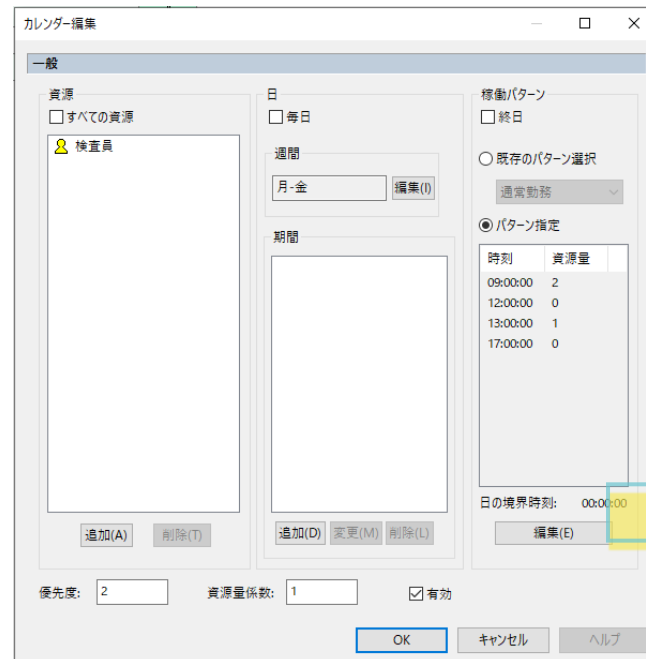 カレンダー編集
一般
資源
すべての資源
検査員
追加(A)
削除(T)
日
毎日
週間
月-金
編集(I)
期間
追加(D)
変更(M)
削除(L)
稼働パターン
終日
既存のパターン選択
通常勤務
パターン指定
時刻 資源量
09:00:00 2
12:00:00 0
13:00:00 1
17:00:00 0
日の境界時刻: 00:00:00
編集(E)
優先度: 2
資源量係数: 1
有効
OK
キャンセル
ヘルプ